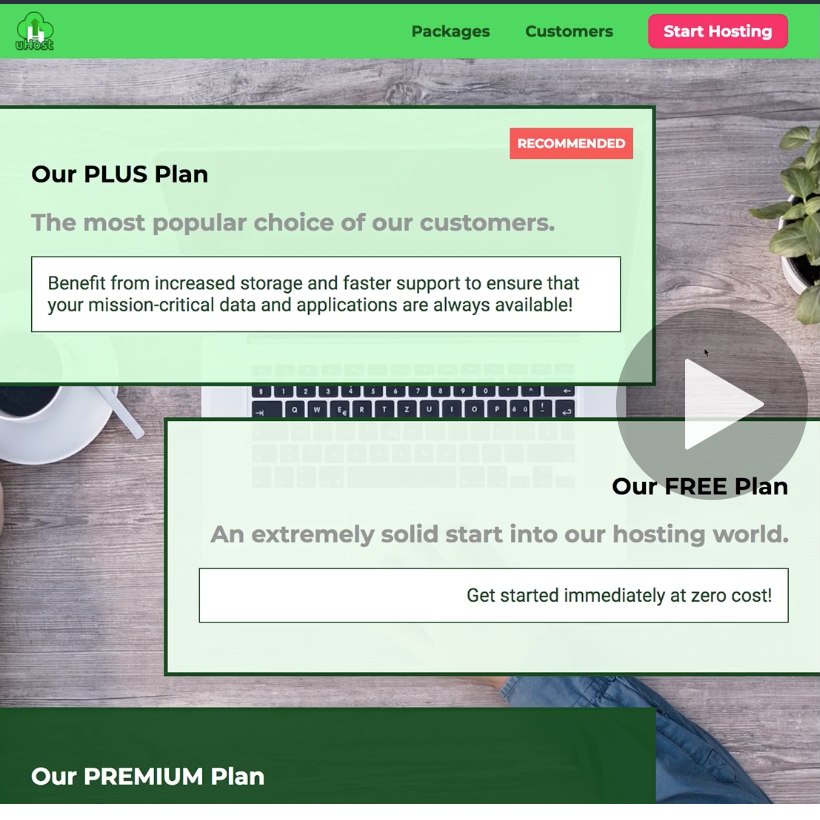 uHost
Packages
Customers
Start Hosting
RECOMMENDED
Our PLUS Plan
The most popular choice of our customers.
Benefit from increased storage and faster support to ensure that
your mission-critical data and applications are always available!
Q W E R T Z U I O P
Our FREE Plan
An extremely solid start into our hosting world.
Get started immediately at zero cost!
Our PREMIUM Plan